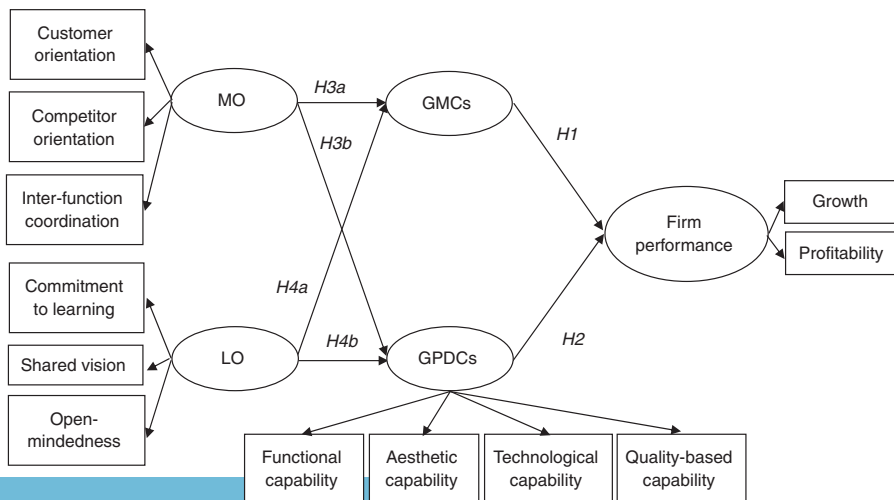 Customer
orientation
Competitor
orientation
Inter-function
coordination
MO
H3a
GMCs
H3b
H1
Firm
performance
Growth
Profitability
Commitment
to learning
Shared vision
Open-
mindedness
LO
H4a
H4b
GPDCs
H2
Functional
capability
Aesthetic
capability
Technological
capability
Quality-based
capability